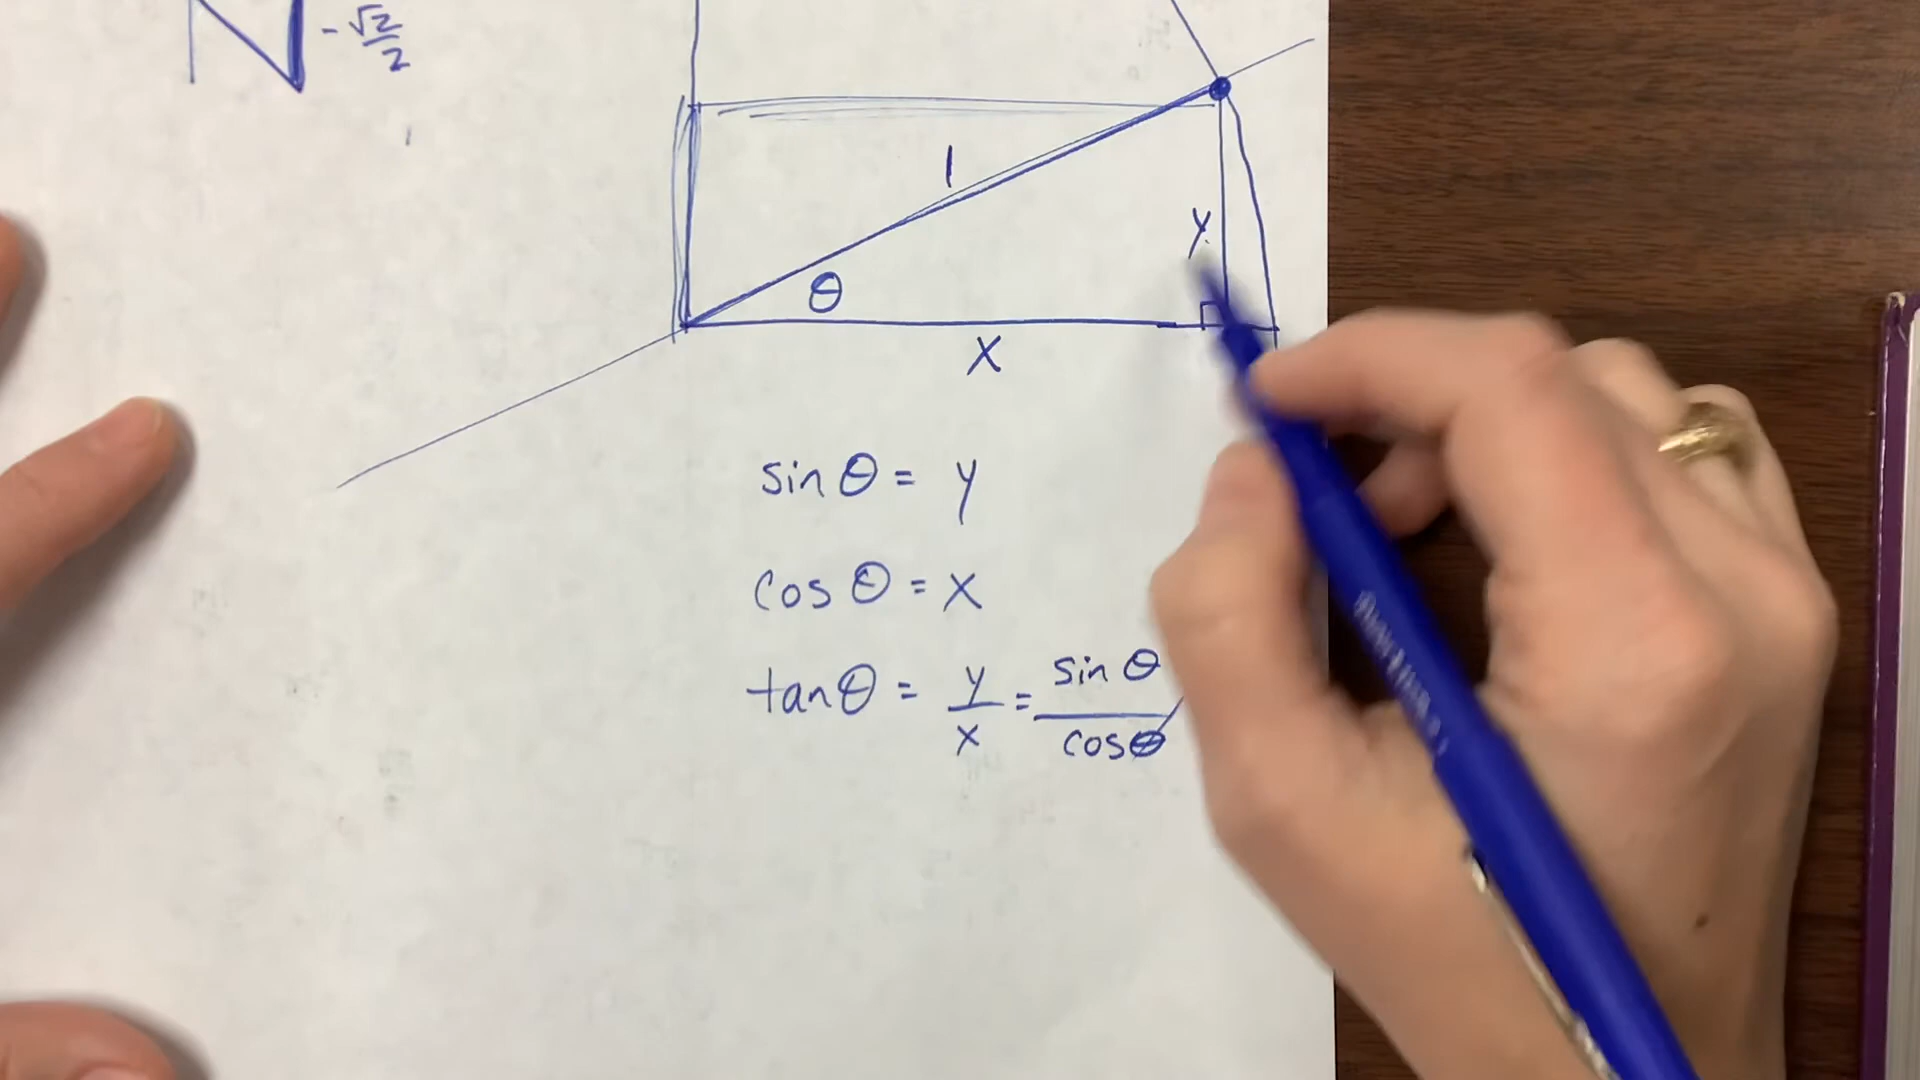 - √2/2
1
y
θ
x
sin θ = y
cos θ = x
tan θ = y/x = sin θ/cos θ